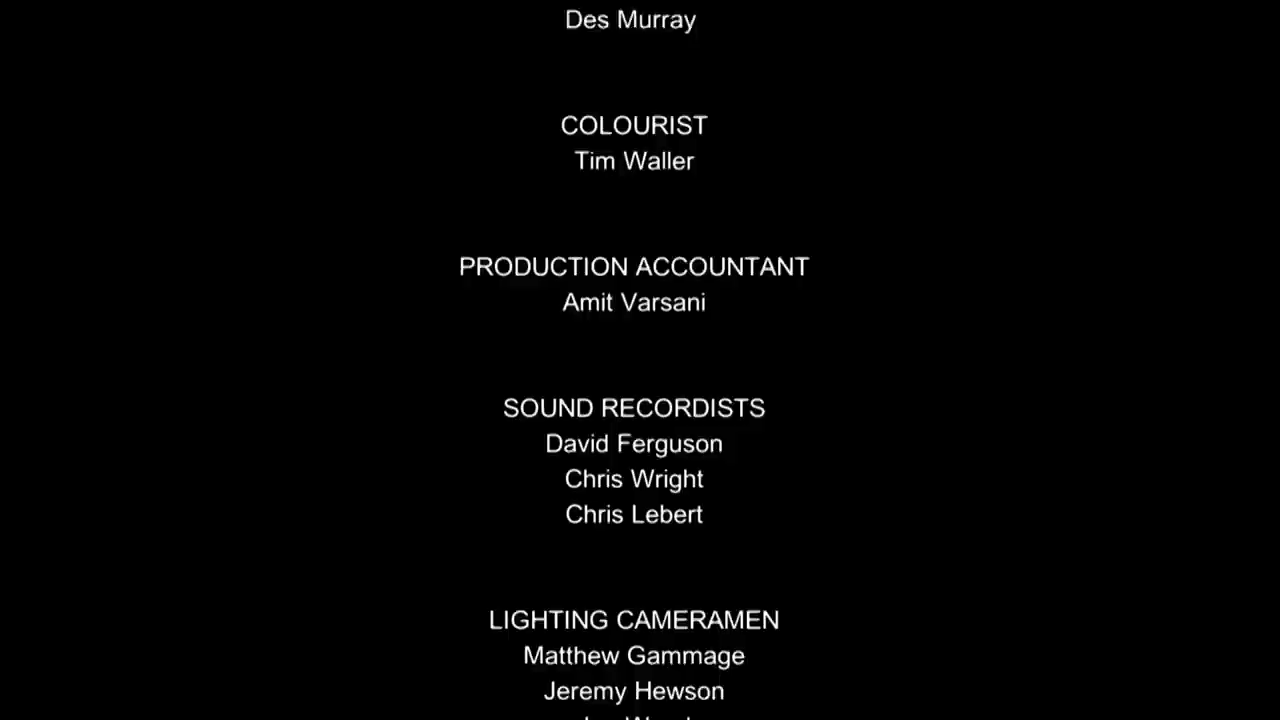 Des Murray
COLOURIST
Tim Waller
PRODUCTION ACCOUNTANT
Amit Varsani
SOUND RECORDISTS
David Ferguson
Chris Wright
Chris Lebert
LIGHTING CAMERAMEN
Matthew Gammage
Jeremy Hewson